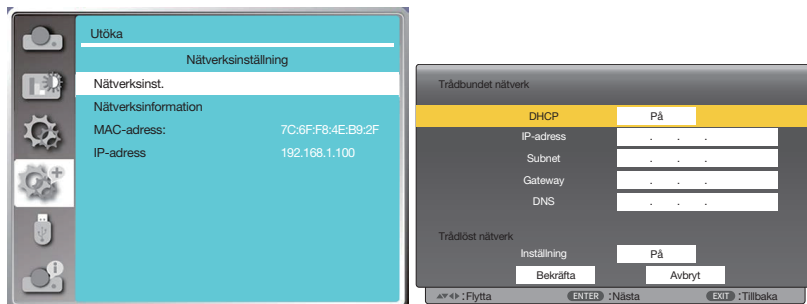 Utöka
Nätverksinställning
Nätverksinst.
Nätverksinformation
MAC-adress: 7C:6F:F8:4E:B9:2F
IP-adress 192.168.1.100
Trådbundet nätverk
DHCP På
IP-adress . . .
Subnet . . .
Gateway . . .
DNS . . .
Trådlöst nätverk
Inställning På
Bekräfta Avbryt
▲▼◀▶ : Flytta ENTER : Nästa EXIT : Tillbaka